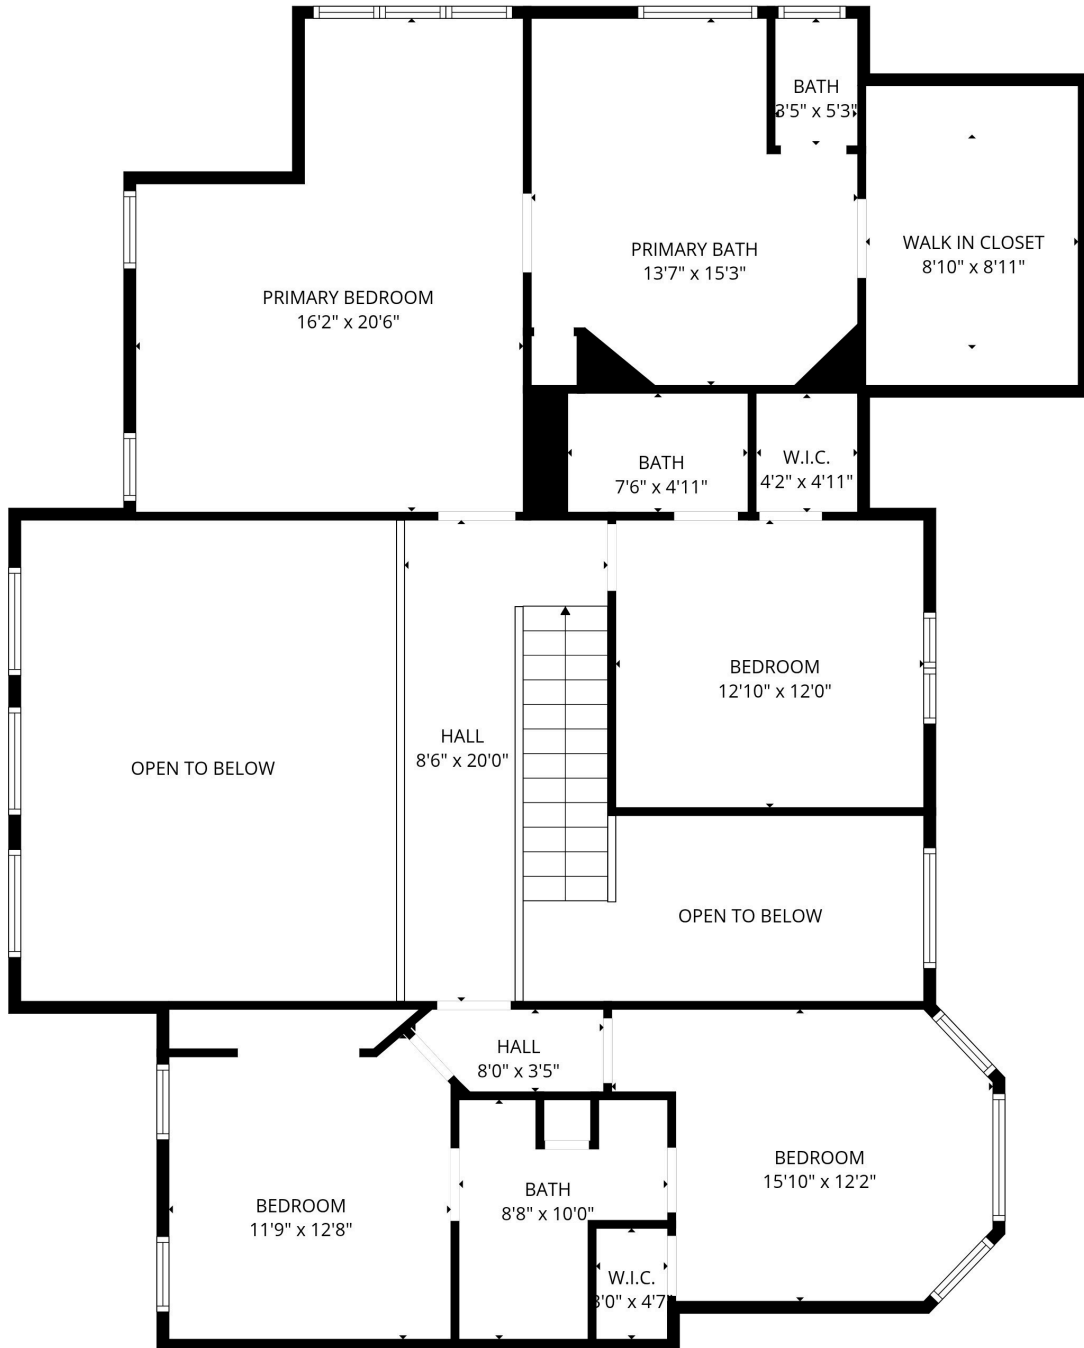 BATH
3'5" x 5'3"
WALK IN CLOSET
8'10" x 8'11"
PRIMARY BATH
13'7" x 15'3"
PRIMARY BEDROOM
16'2" x 20'6"
BATH
7'6" x 4'11"
W.I.C.
4'2" x 4'11"
BEDROOM
12'10" x 12'0"
HALL
8'6" x 20'0"
OPEN TO BELOW
OPEN TO BELOW
HALL
8'0" x 3'5"
BEDROOM
15'10" x 12'2"
BATH
8'8" x 10'0"
BEDROOM
11'9" x 12'8"
W.I.C.
3'0" x 4'7"